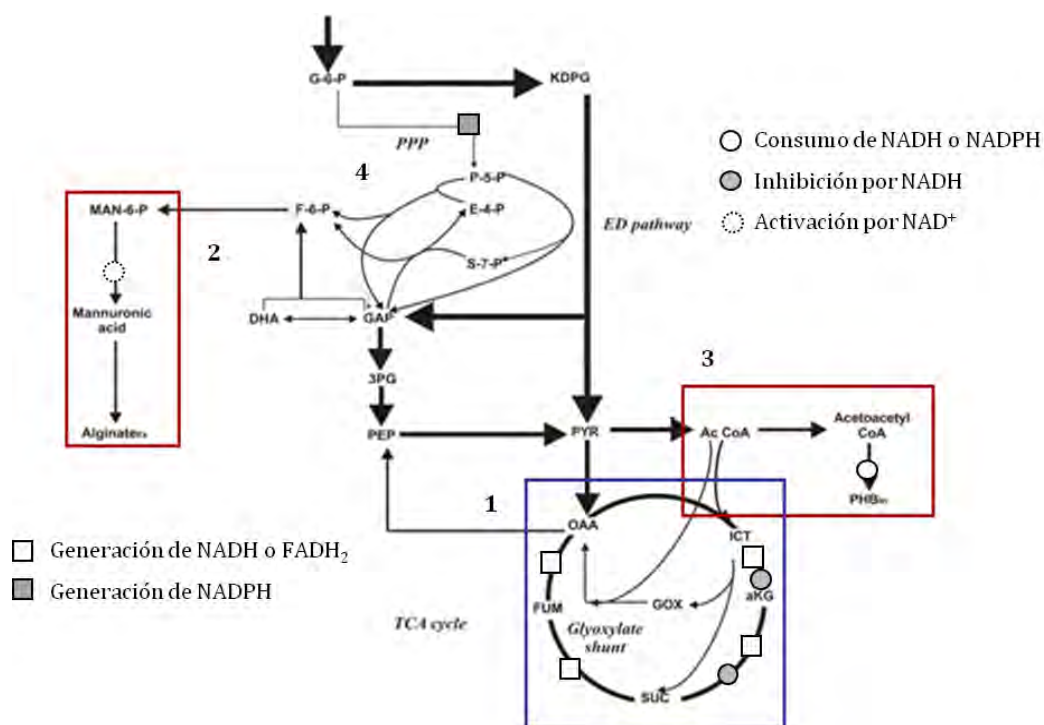 G-6-P
KDPG
PPP
4
P-5-P
E-4-P
S-7-P
F-6-P
MAN-6-P
2
Mannuronic
acid
Alginate
DHA
GAP
3PG
PEP
PYR
ED pathway
Consumo de NADH o NADPH
Inhibición por NADH
Activación por NAD⁺
3
Ac CoA
Acetoacetyl
CoA
PHB
1
OAA
ICT
aKG
GOX
FUM
Glyoxylate
shunt
SUC
TCA cycle
Generación de NADH o FADH₂
Generación de NADPH